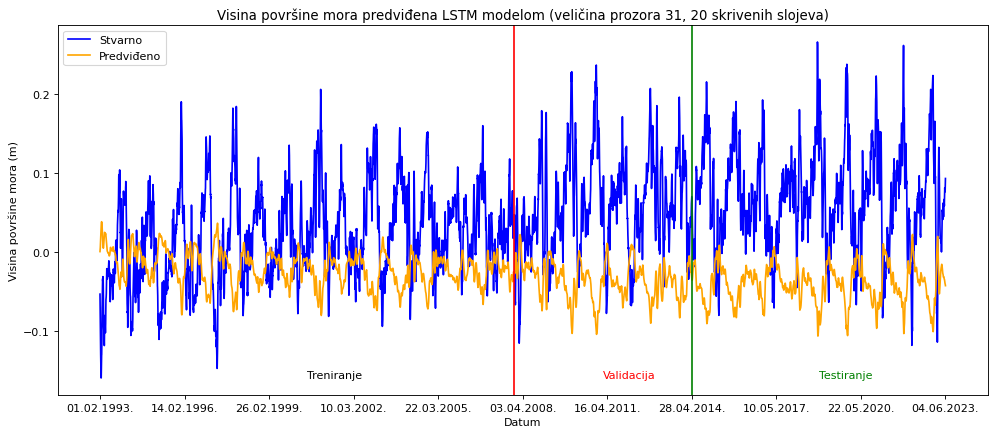 Visina površine mora predviđena LSTM modelom (veličina prozora 31, 20 skrivenih slojeva)
Stvarno
Predviđeno
Visina površine mora (m)
0.2
0.1
0.0
−0.1
Treniranje
Validacija
Testiranje
01.02.1993.
14.02.1996.
26.02.1999.
10.03.2002.
22.03.2005.
03.04.2008.
16.04.2011.
28.04.2014.
10.05.2017.
22.05.2020.
04.06.2023.
Datum